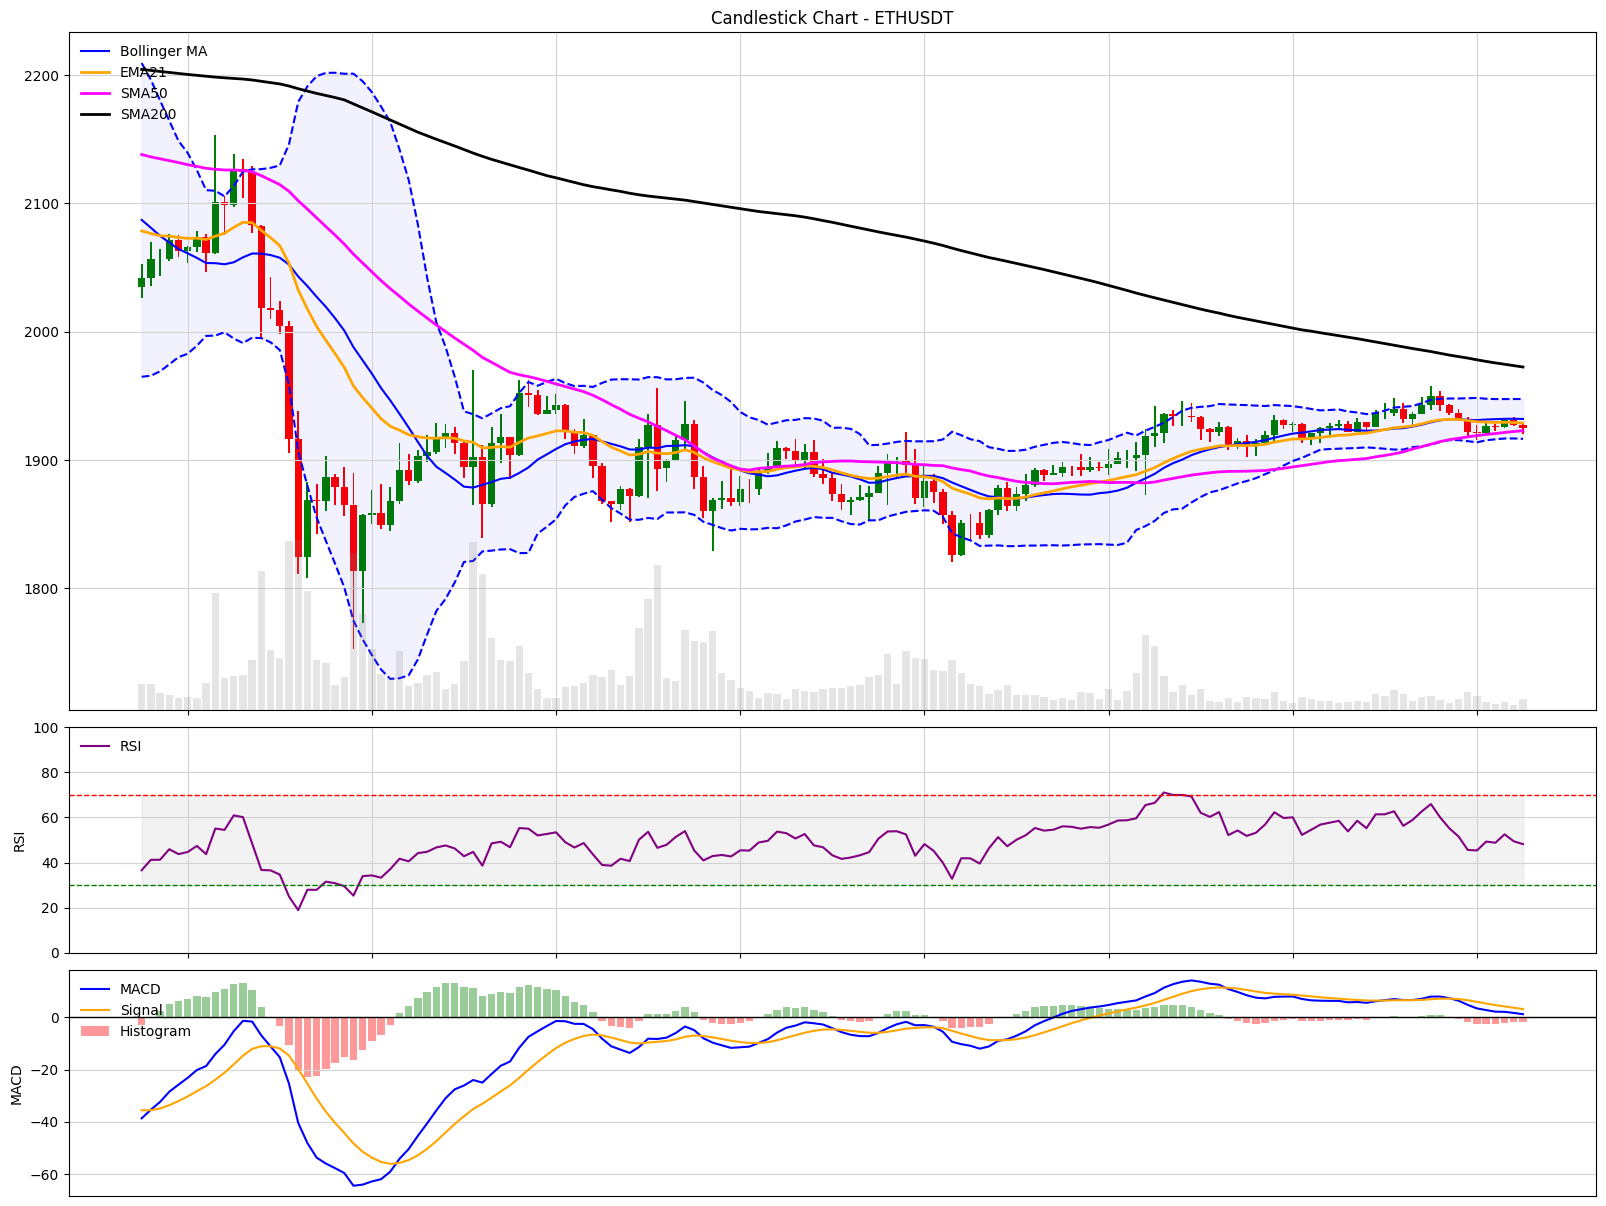 Candlestick Chart - ETHUSDT
Bollinger MA
EMA21
SMA50
SMA200
2200
2100
2000
1900
1800
RSI
100
80
60
40
20
0
RSI
MACD
Signal
Histogram
0
−20
−40
−60
MACD